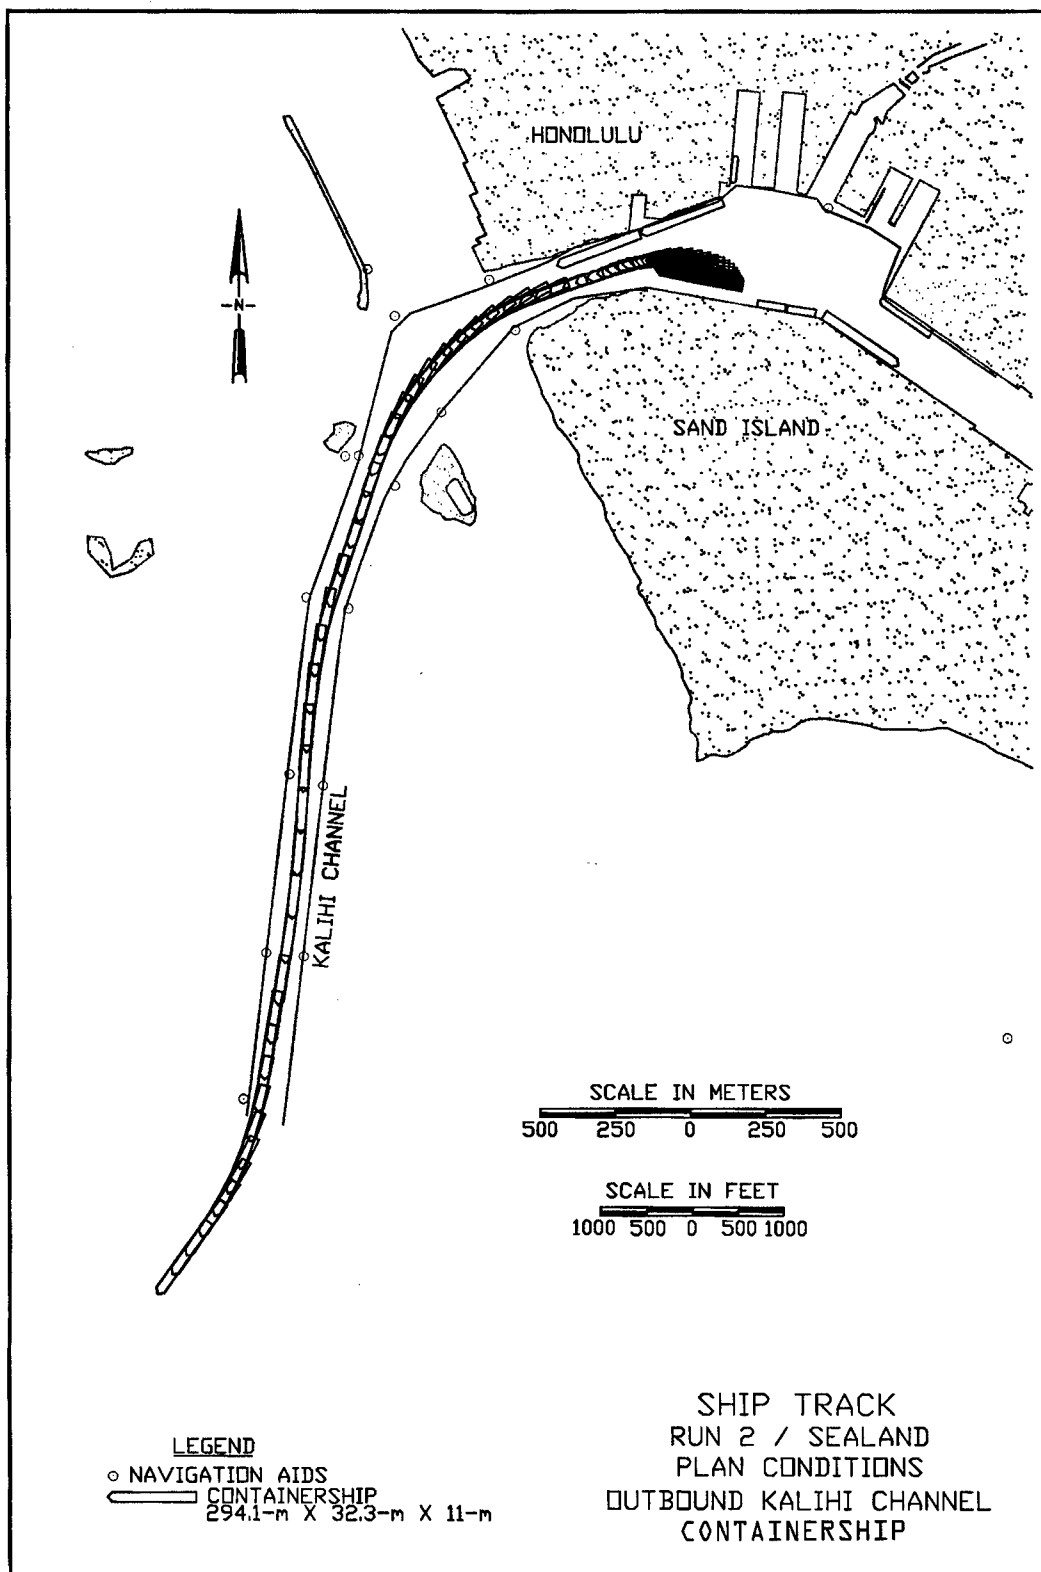 HONOLULU
N
SAND ISLAND
KALIHI CHANNEL
SCALE IN METERS
500 250 0 250 500
SCALE IN FEET
1000 500 0 500 1000
SHIP TRACK
RUN 2 / SEALAND
PLAN CONDITIONS
OUTBOUND KALIHI CHANNEL
CONTAINERSHIP
LEGEND
NAVIGATION AIDS
CONTAINERSHIP
294.1-m X 32.3-m X 11-m